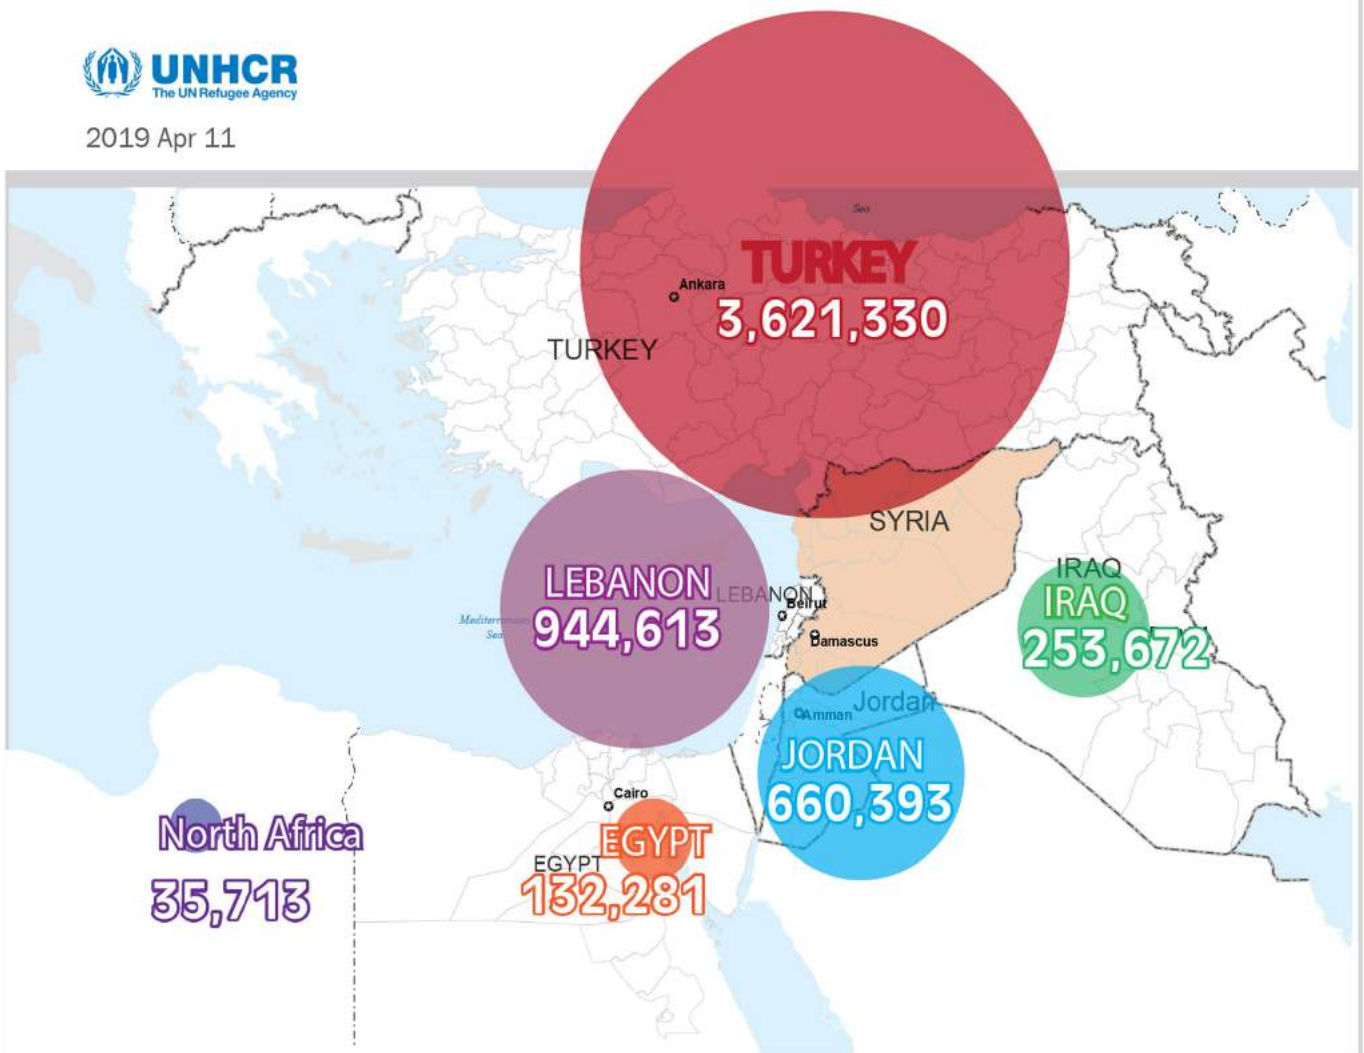 UNHCR
The UN Refugee Agency
2019 Apr 11
Sea
TURKEY
Ankara
3,621,330
TURKEY
SYRIA
LEBANON
944,613
LEBANON
Beirut
Mediterranean
Sea
Damascus
IRAQ
IRAQ
253,672
Jordan
Amman
JORDAN
660,393
Cairo
North Africa
35,713
EGYPT
EGYPT
132,281